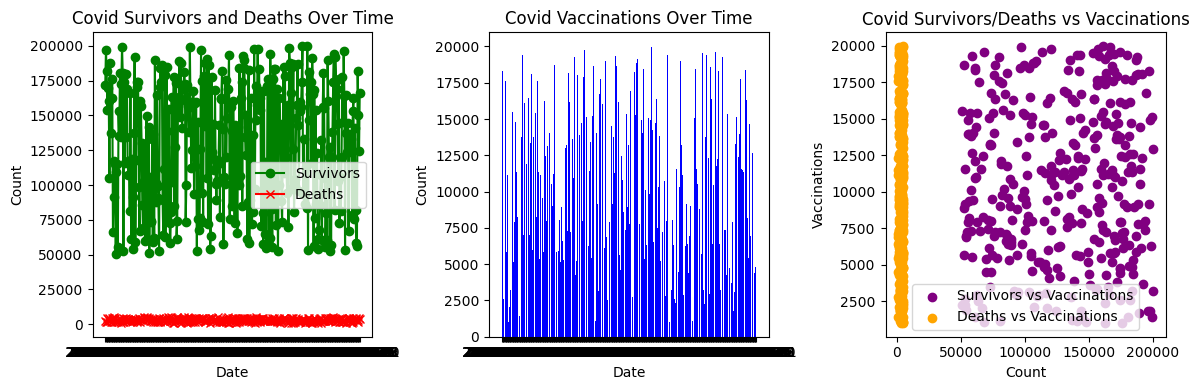 Covid Survivors and Deaths Over Time
200000
175000
150000
125000
100000
75000
50000
25000
0
Count
Survivors
Deaths
Date
Covid Vaccinations Over Time
20000
17500
15000
12500
10000
7500
5000
2500
0
Count
Date
Covid Survivors/Deaths vs Vaccinations
20000
17500
15000
12500
10000
7500
5000
2500
Vaccinations
Survivors vs Vaccinations
Deaths vs Vaccinations
0 50000 100000 150000 200000
Count